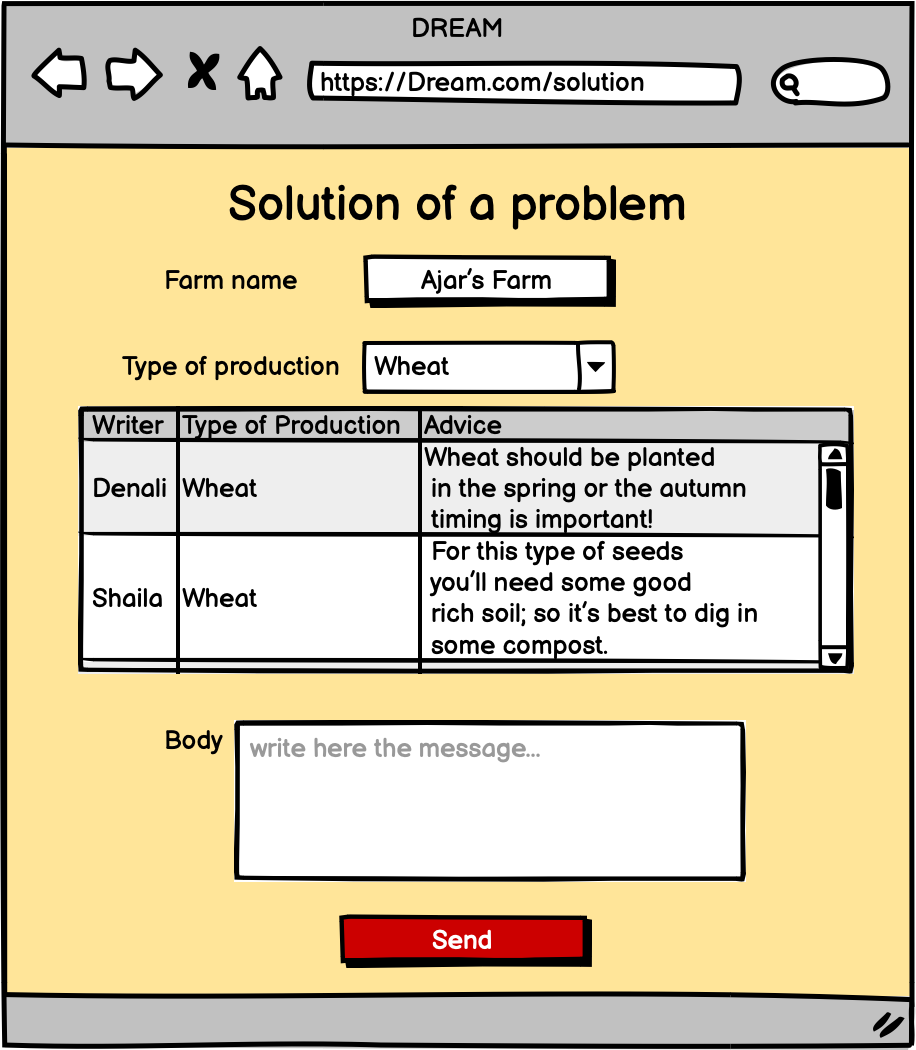 DREAM
https://Dream.com/solution
Solution of a problem
Farm name
Ajar's Farm
Type of production
Wheat
Writer Type of Production Advice
Denali Wheat
Wheat should be planted
in the spring or the autumn
timing is important!
Shaila Wheat
For this type of seeds
you'll need some good
rich soil; so it's best to dig in
some compost.
Body
write here the message...
Send